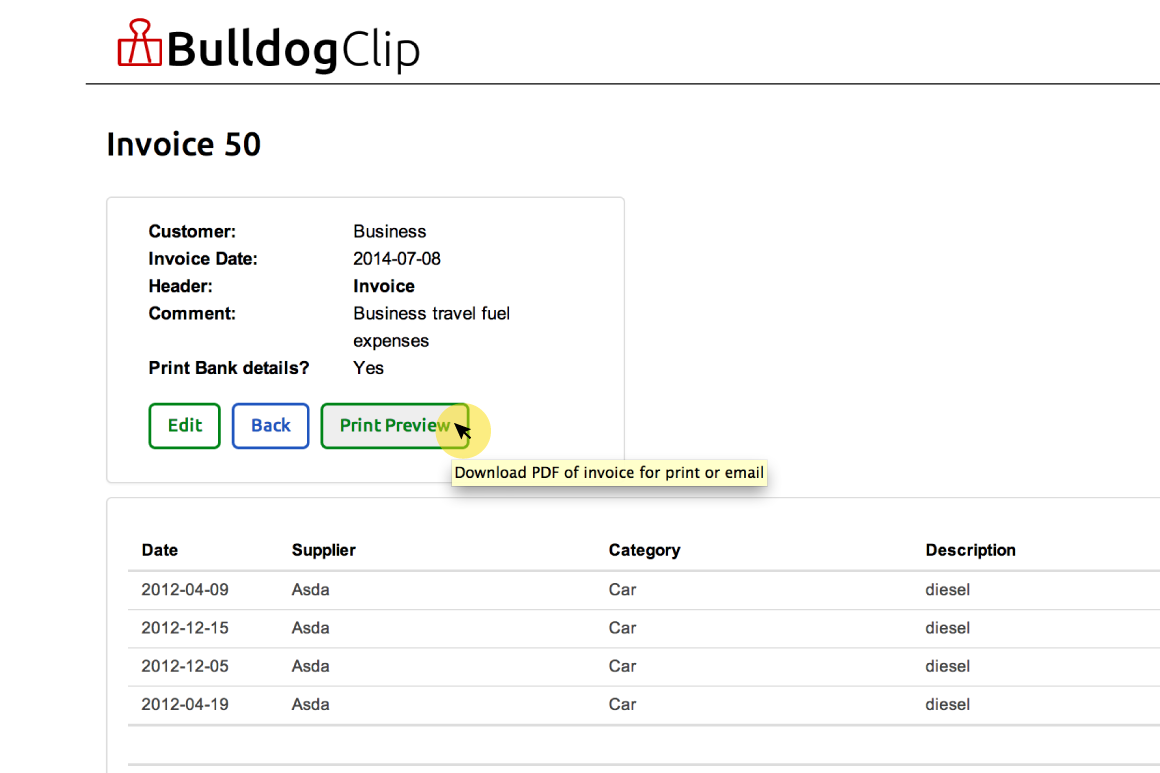 BulldogClip
Invoice 50
Customer: Business
Invoice Date: 2014-07-08
Header: Invoice
Comment: Business travel fuel
expenses
Print Bank details? Yes
Edit Back Print Preview
Download PDF of invoice for print or email
Date Supplier Category Description
2012-04-09 Asda Car diesel
2012-12-15 Asda Car diesel
2012-12-05 Asda Car diesel
2012-04-19 Asda Car diesel